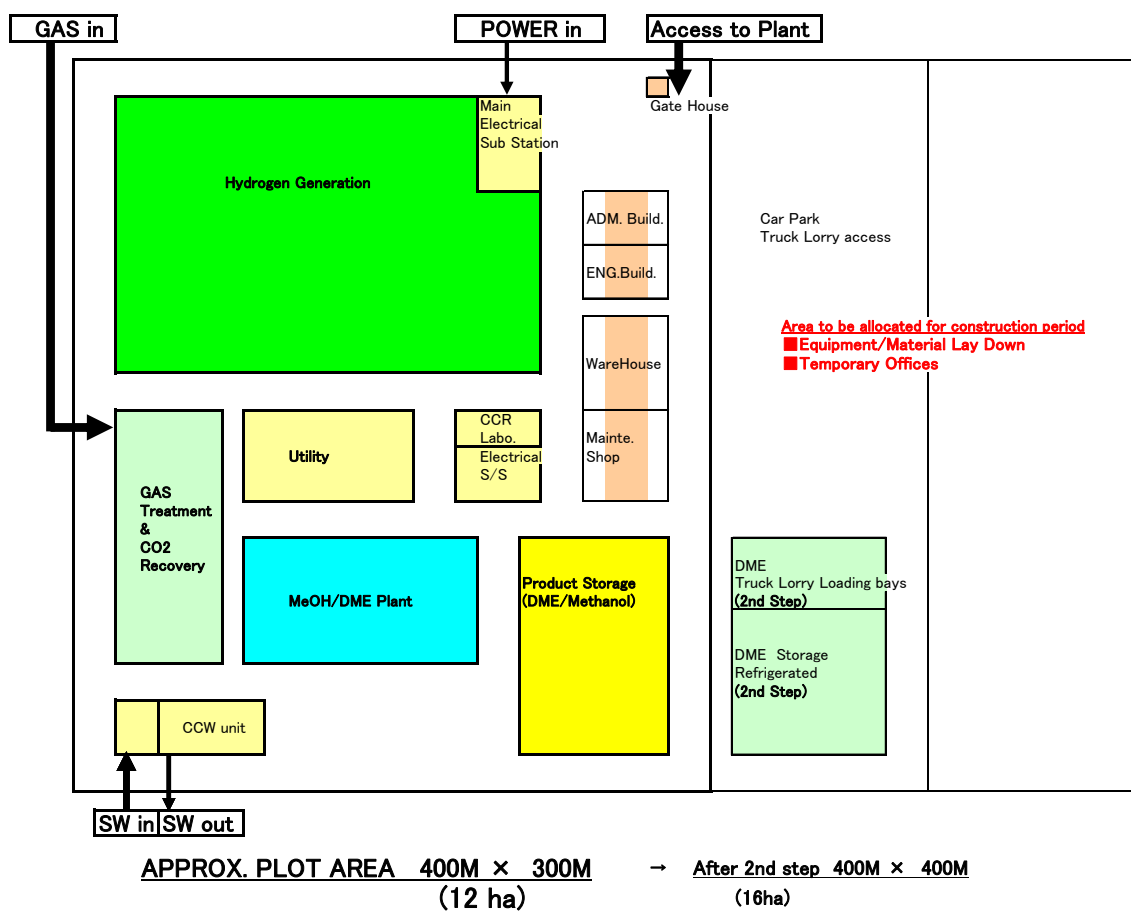 GAS in
POWER in
Access to Plant
Gate House
Main
Electrical
Sub Station
Hydrogen Generation
ADM. Build.
ENG.Build.
Car Park
Truck Lorry access
Area to be allocated for construction period
■Equipment/Material Lay Down
■Temporary Offices
WareHouse
CCR
Labo.
Electrical
S/S
Mainte.
Shop
Utility
GAS
Treatment
&
CO2
Recovery
MeOH/DME Plant
Product Storage
(DME/Methanol)
DME
Truck Lorry Loading bays
(2nd Step)
DME Storage
Refrigerated
(2nd Step)
CCW unit
SW in
SW out
APPROX. PLOT AREA 400M × 300M
(12 ha)
→ After 2nd step 400M × 400M
(16ha)